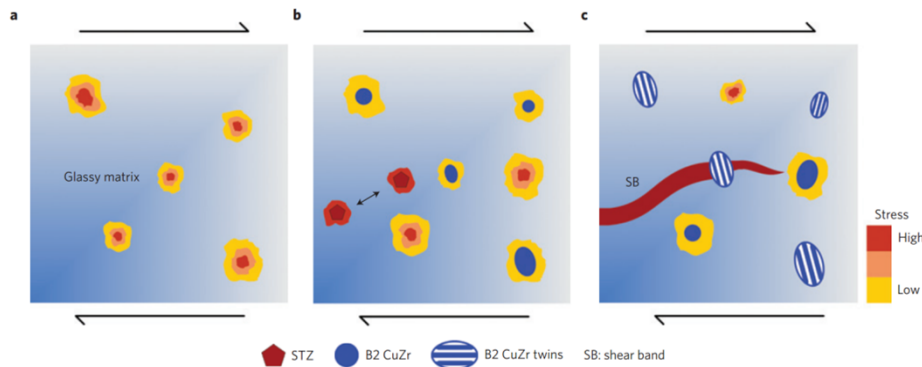 a
b
c
Glassy matrix
SB
Stress
High
Low
STZ
B2 CuZr
B2 CuZr twins
SB: shear band